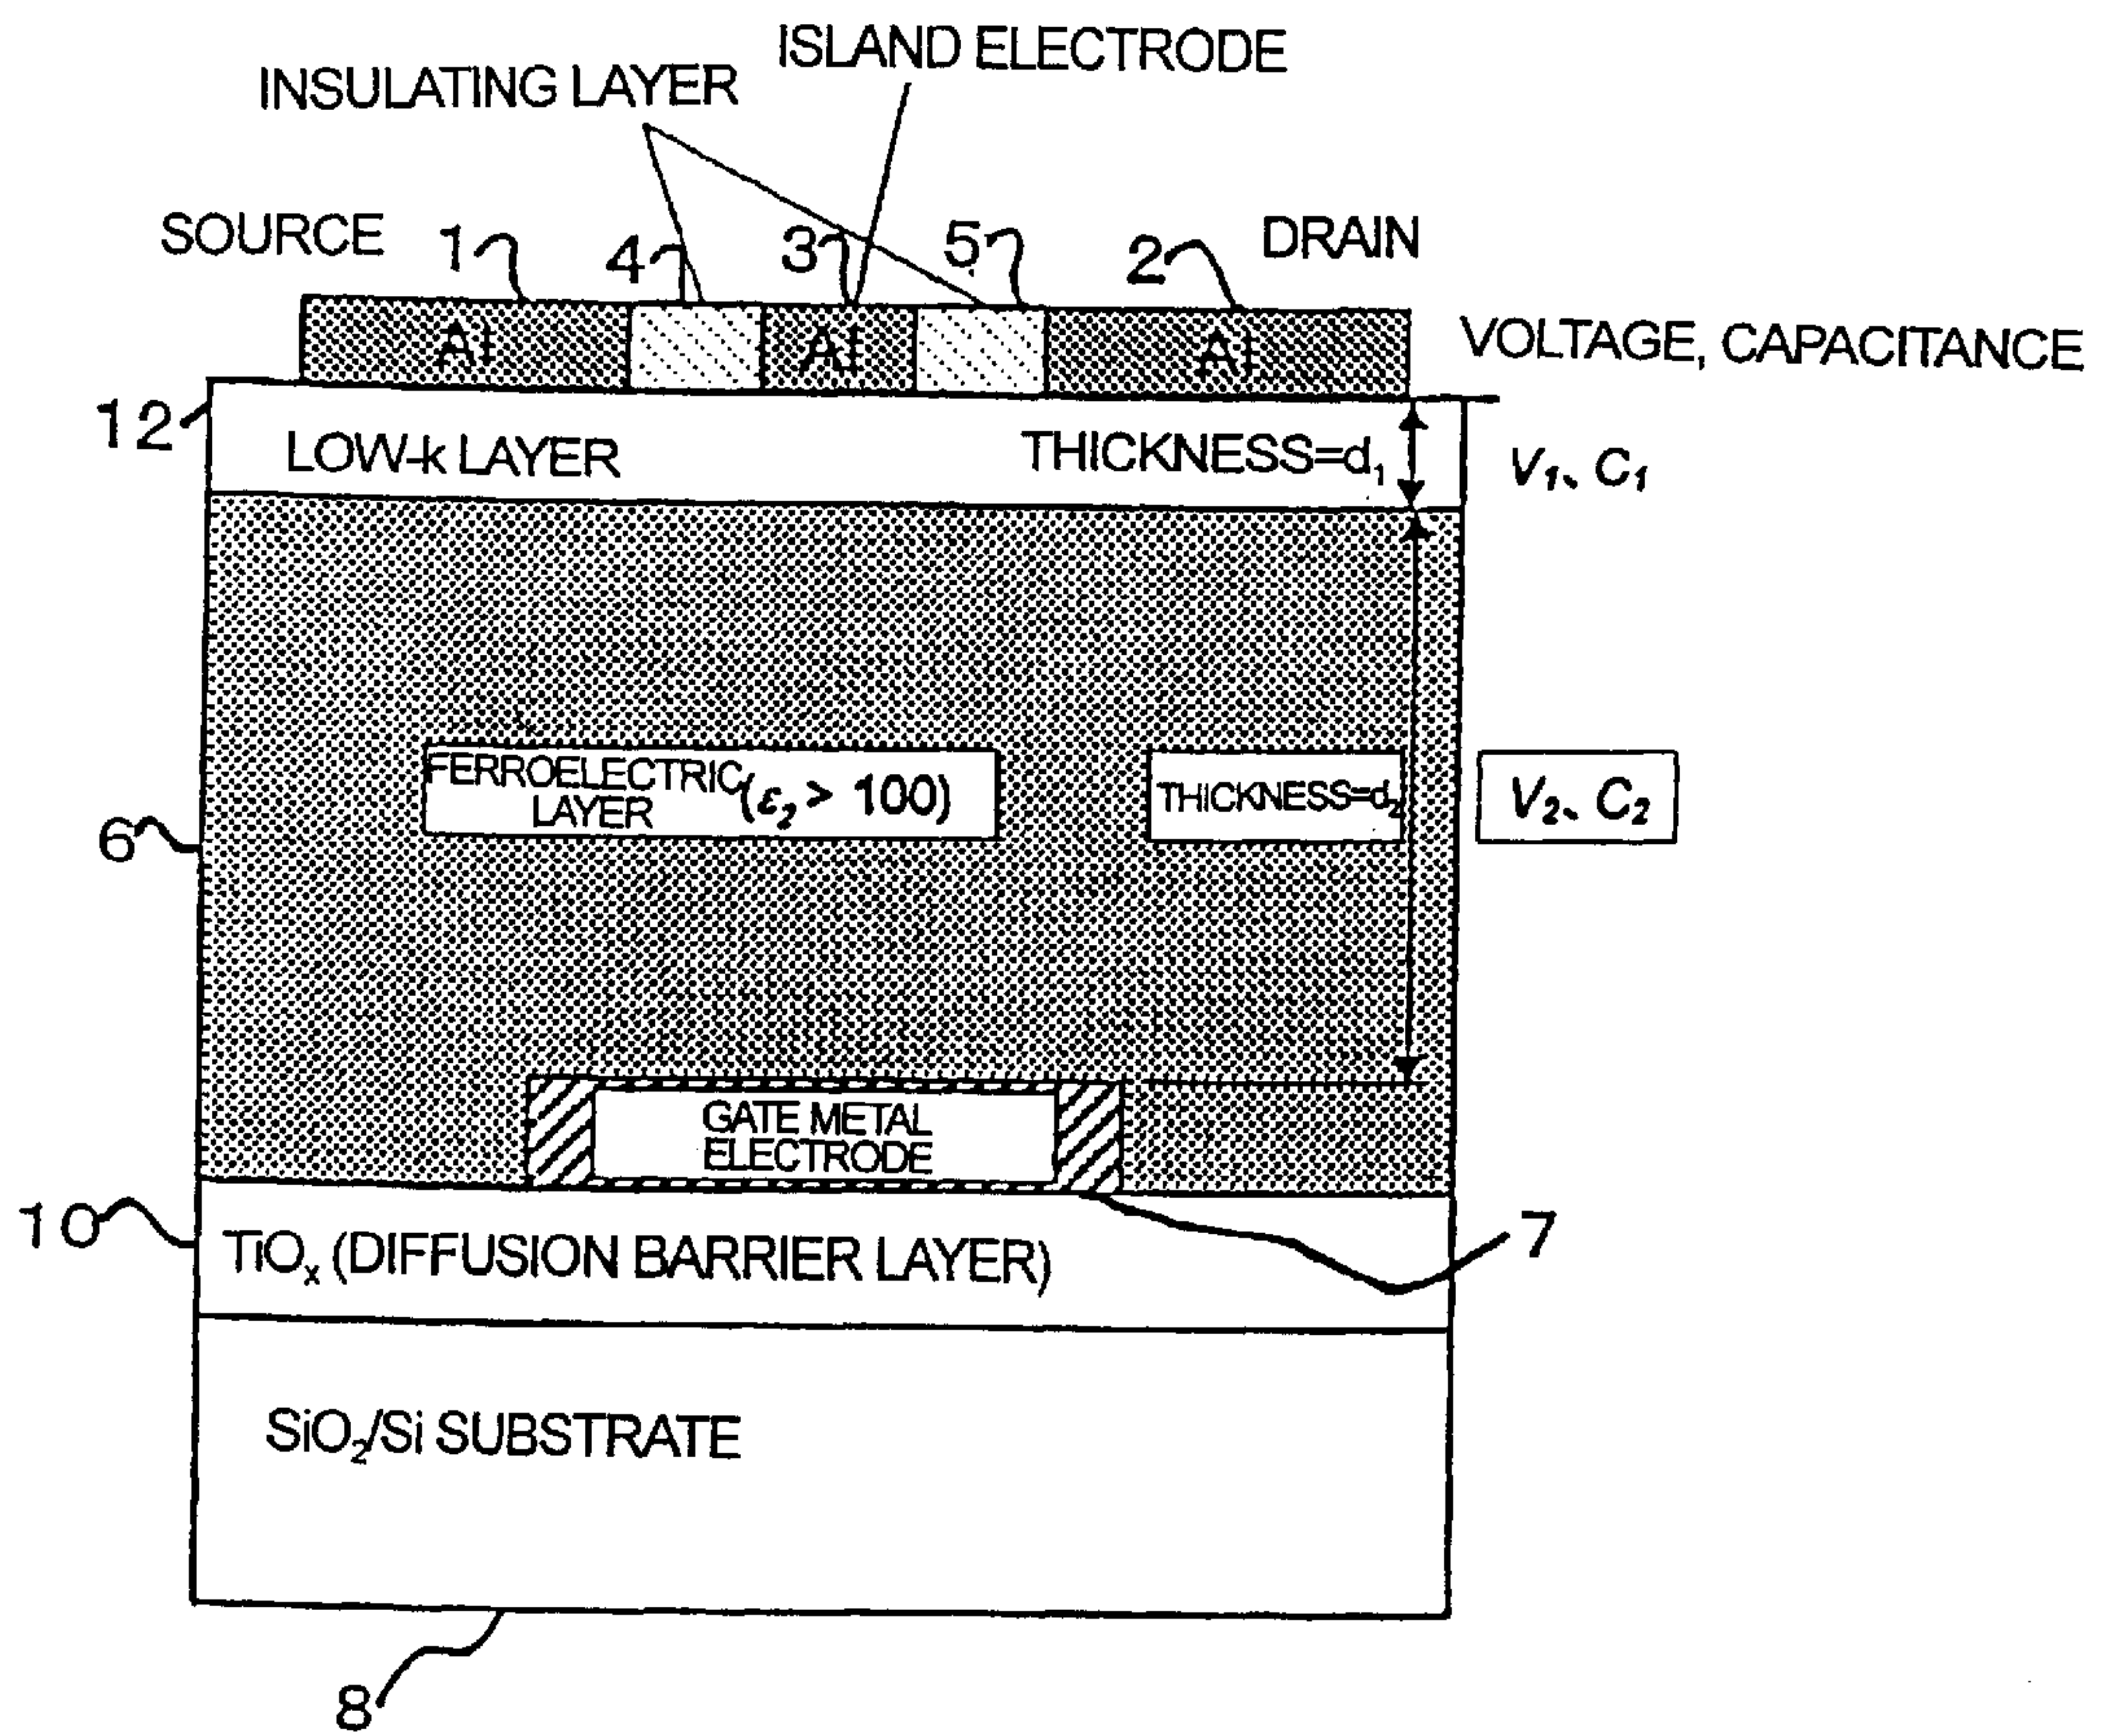 ISLAND ELECTRODE
INSULATING LAYER
SOURCE 1 4 3 5 2 DRAIN
Al Al Al
VOLTAGE, CAPACITANCE
12
LOW-k LAYER THICKNESS=d₁ V₁、C₁
FERROELECTRIC LAYER (ε₂ > 100)
THICKNESS=d₂ V₂、C₂
6
GATE METAL
ELECTRODE
10
7
TiOₓ (DIFFUSION BARRIER LAYER)
SiO₂/Si SUBSTRATE
8